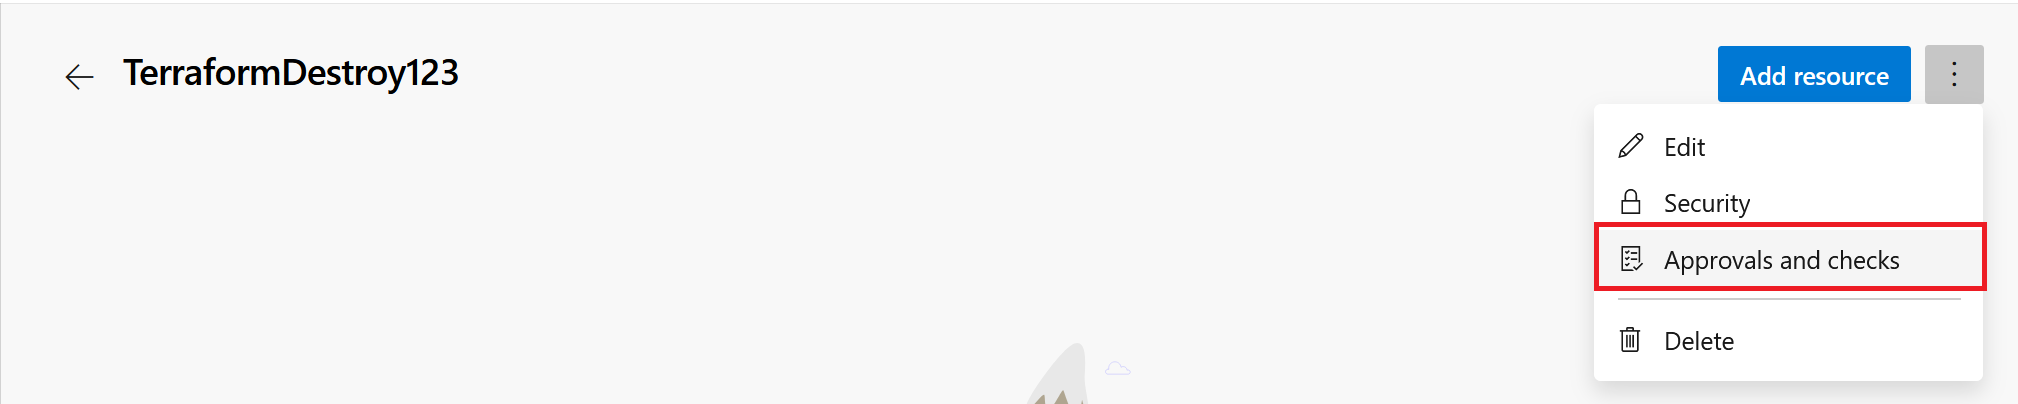 TerraformDestroy123
Add resource
Edit
Security
Approvals and checks
Delete